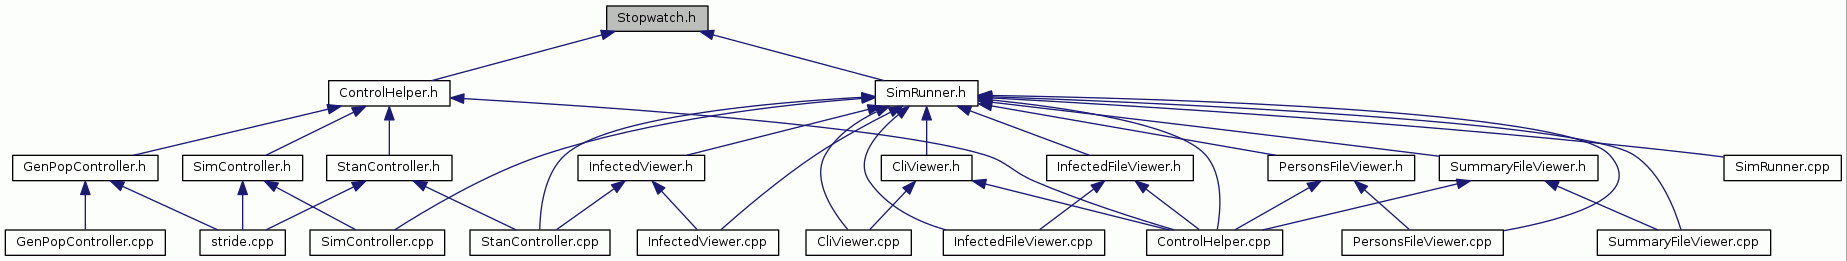 Stopwatch.h
ControlHelper.h
SimRunner.h
GenPopController.h
SimController.h
StanController.h
InfectedViewer.h
CliViewer.h
InfectedFileViewer.h
PersonsFileViewer.h
SummaryFileViewer.h
SimRunner.cpp
GenPopController.cpp
stride.cpp
SimController.cpp
StanController.cpp
InfectedViewer.cpp
CliViewer.cpp
InfectedFileViewer.cpp
ControlHelper.cpp
PersonsFileViewer.cpp
SummaryFileViewer.cpp